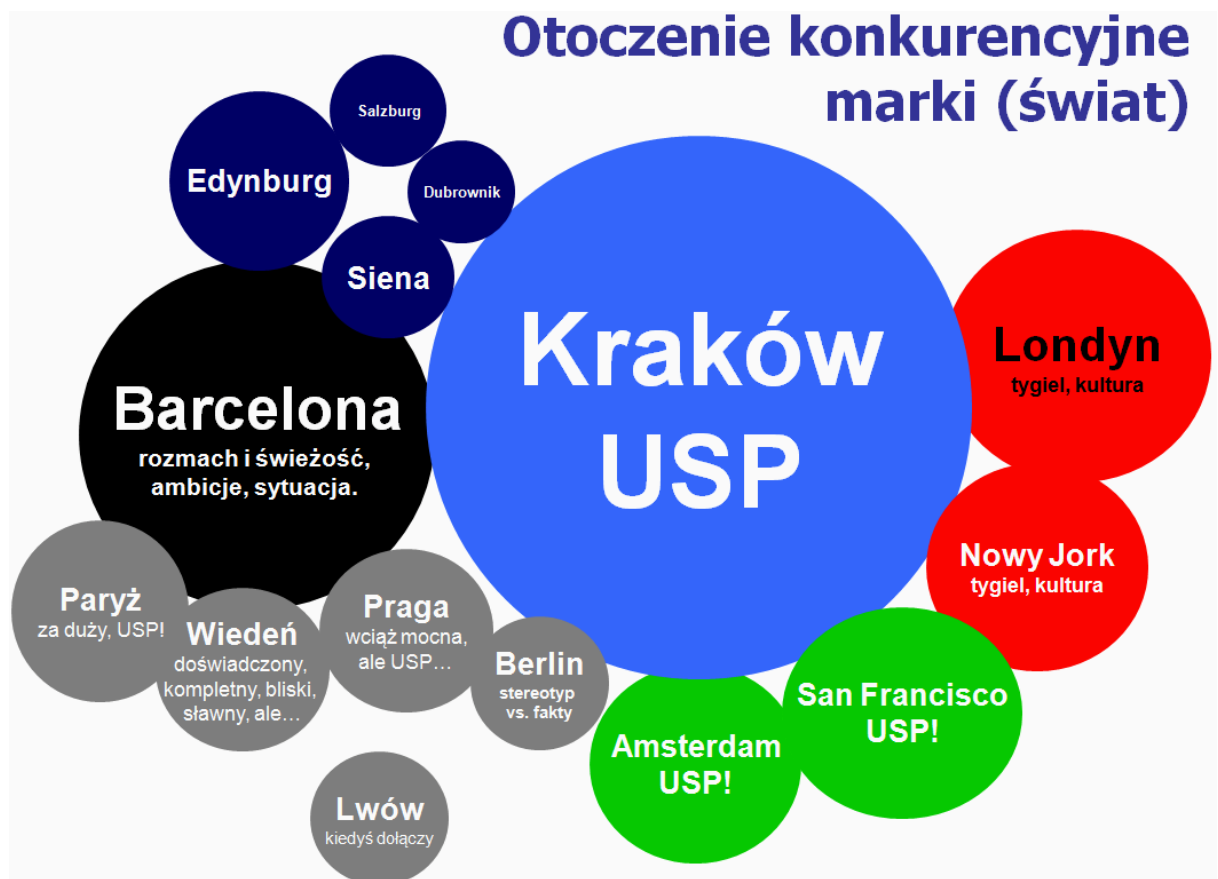 Otoczenie konkurencyjne
marki (świat)
Salzburg
Edynburg
Dubrownik
Siena
Kraków
USP
Londyn
tygiel, kultura
Barcelona
rozmach i świeżość,
ambicje, sytuacja.
Nowy Jork
tygiel, kultura
Paryż
za duży, USP!
Wiedeń
doświadczony,
kompletny, bliski,
sławny, ale…
Praga
wciąż mocna,
ale USP…
Berlin
stereotyp
vs. fakty
San Francisco
USP!
Amsterdam
USP!
Lwów
kiedyś dołączy